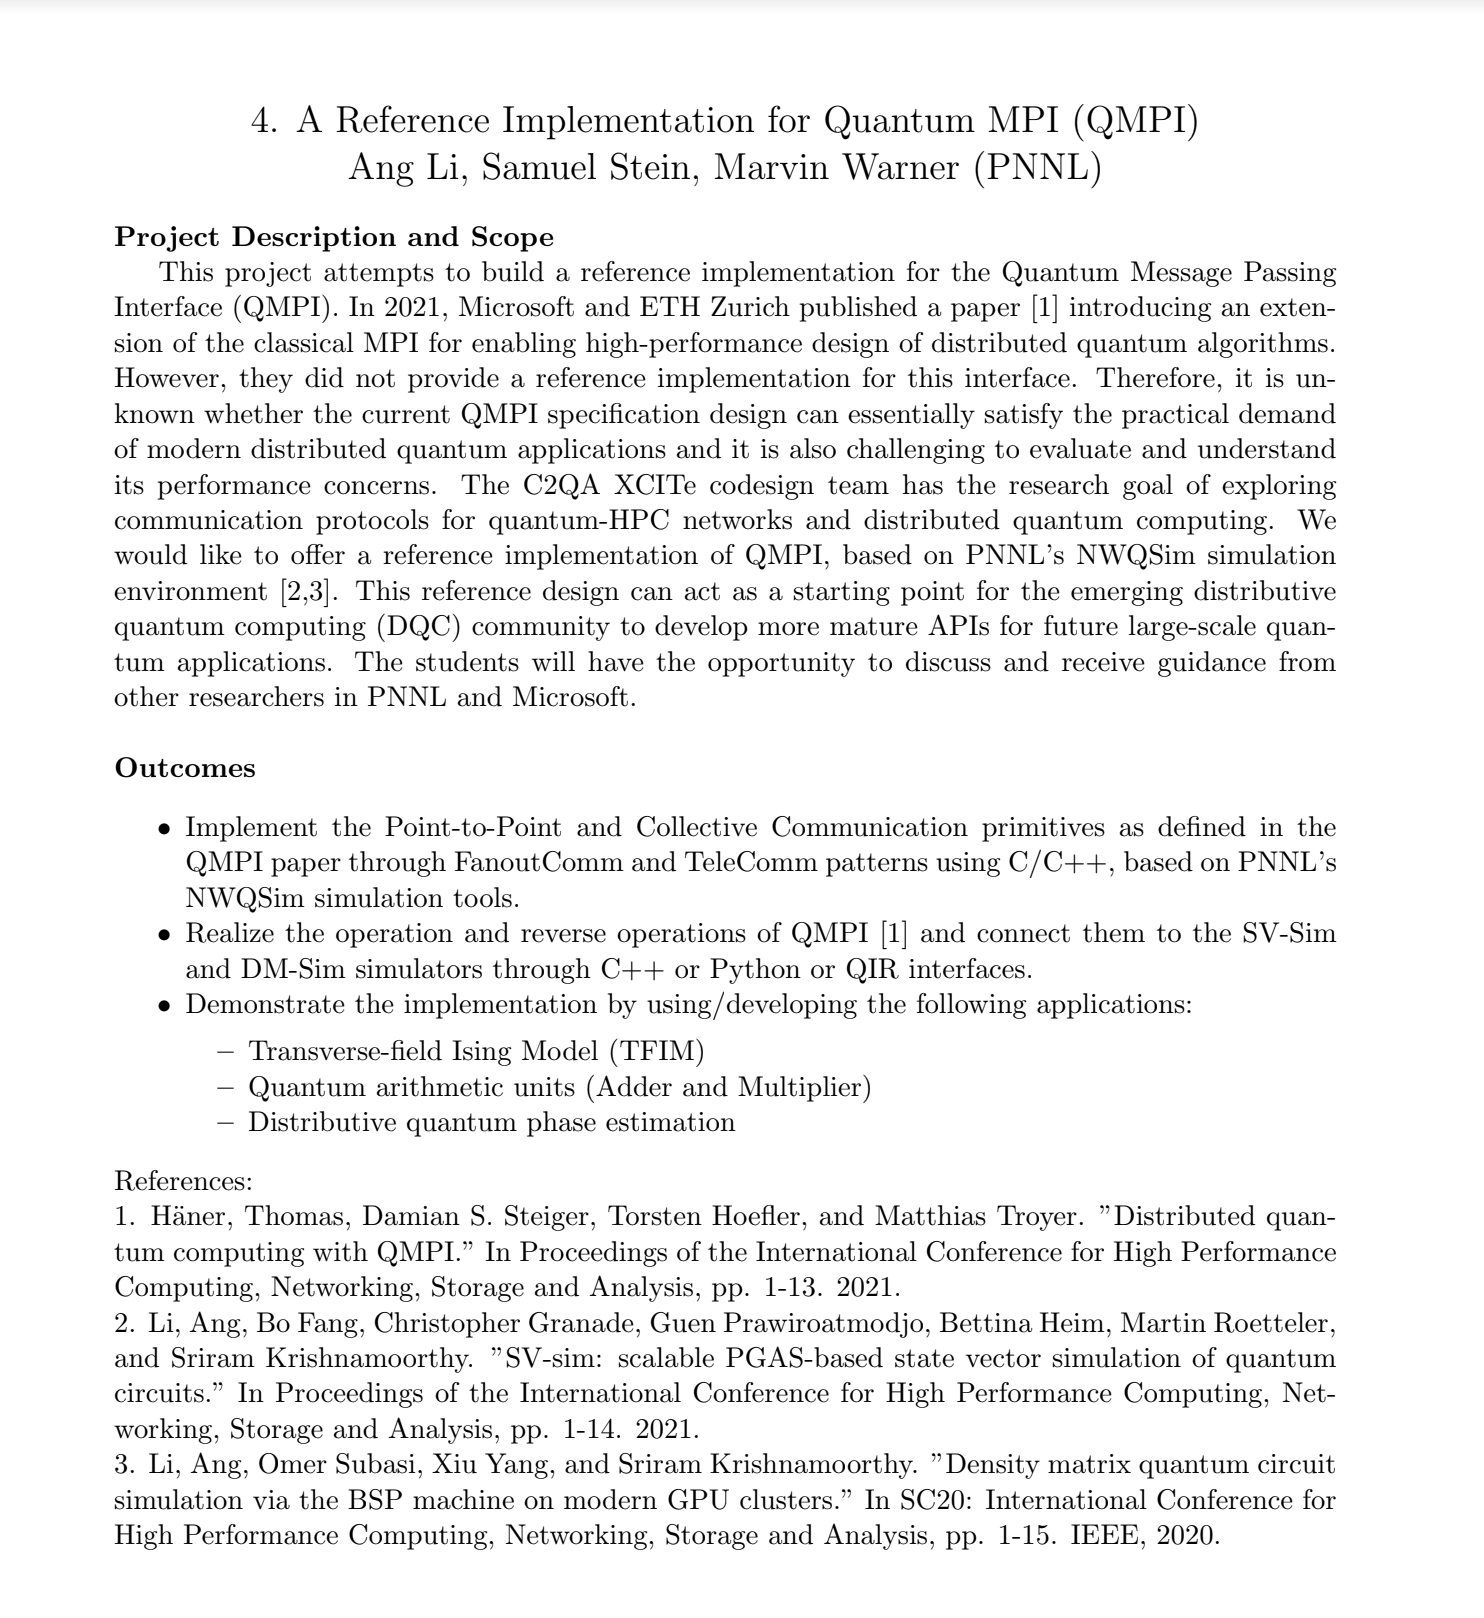 4. A Reference Implementation for Quantum MPI (QMPI)
Ang Li, Samuel Stein, Marvin Warner (PNNL)
Project Description and Scope
This project attempts to build a reference implementation for the Quantum Message Passing
Interface (QMPI). In 2021, Microsoft and ETH Zurich published a paper [1] introducing an exten-
sion of the classical MPI for enabling high-performance design of distributed quantum algorithms.
However, they did not provide a reference implementation for this interface. Therefore, it is un-
known whether the current QMPI specification design can essentially satisfy the practical demand
of modern distributed quantum applications and it is also challenging to evaluate and understand
its performance concerns. The C2QA XCITe codesign team has the research goal of exploring
communication protocols for quantum-HPC networks and distributed quantum computing. We
would like to offer a reference implementation of QMPI, based on PNNL's NWQSim simulation
environment [2,3]. This reference design can act as a starting point for the emerging distributive
quantum computing (DQC) community to develop more mature APIs for future large-scale quan-
tum applications. The students will have the opportunity to discuss and receive guidance from
other researchers in PNNL and Microsoft.
Outcomes
• Implement the Point-to-Point and Collective Communication primitives as defined in the
QMPI paper through FanoutComm and TeleComm patterns using C/C++, based on PNNL's
NWQSim simulation tools.
• Realize the operation and reverse operations of QMPI [1] and connect them to the SV-Sim
and DM-Sim simulators through C++ or Python or QIR interfaces.
• Demonstrate the implementation by using/developing the following applications:
– Transverse-field Ising Model (TFIM)
– Quantum arithmetic units (Adder and Multiplier)
– Distributive quantum phase estimation
References:
1. Häner, Thomas, Damian S. Steiger, Torsten Hoefler, and Matthias Troyer. ”Distributed quan-
tum computing with QMPI.” In Proceedings of the International Conference for High Performance
Computing, Networking, Storage and Analysis, pp. 1-13. 2021.
2. Li, Ang, Bo Fang, Christopher Granade, Guen Prawiroatmodjo, Bettina Heim, Martin Roetteler,
and Sriram Krishnamoorthy. ”SV-sim: scalable PGAS-based state vector simulation of quantum
circuits.” In Proceedings of the International Conference for High Performance Computing, Net-
working, Storage and Analysis, pp. 1-14. 2021.
3. Li, Ang, Omer Subasi, Xiu Yang, and Sriram Krishnamoorthy. ”Density matrix quantum circuit
simulation via the BSP machine on modern GPU clusters.” In SC20: International Conference for
High Performance Computing, Networking, Storage and Analysis, pp. 1-15. IEEE, 2020.